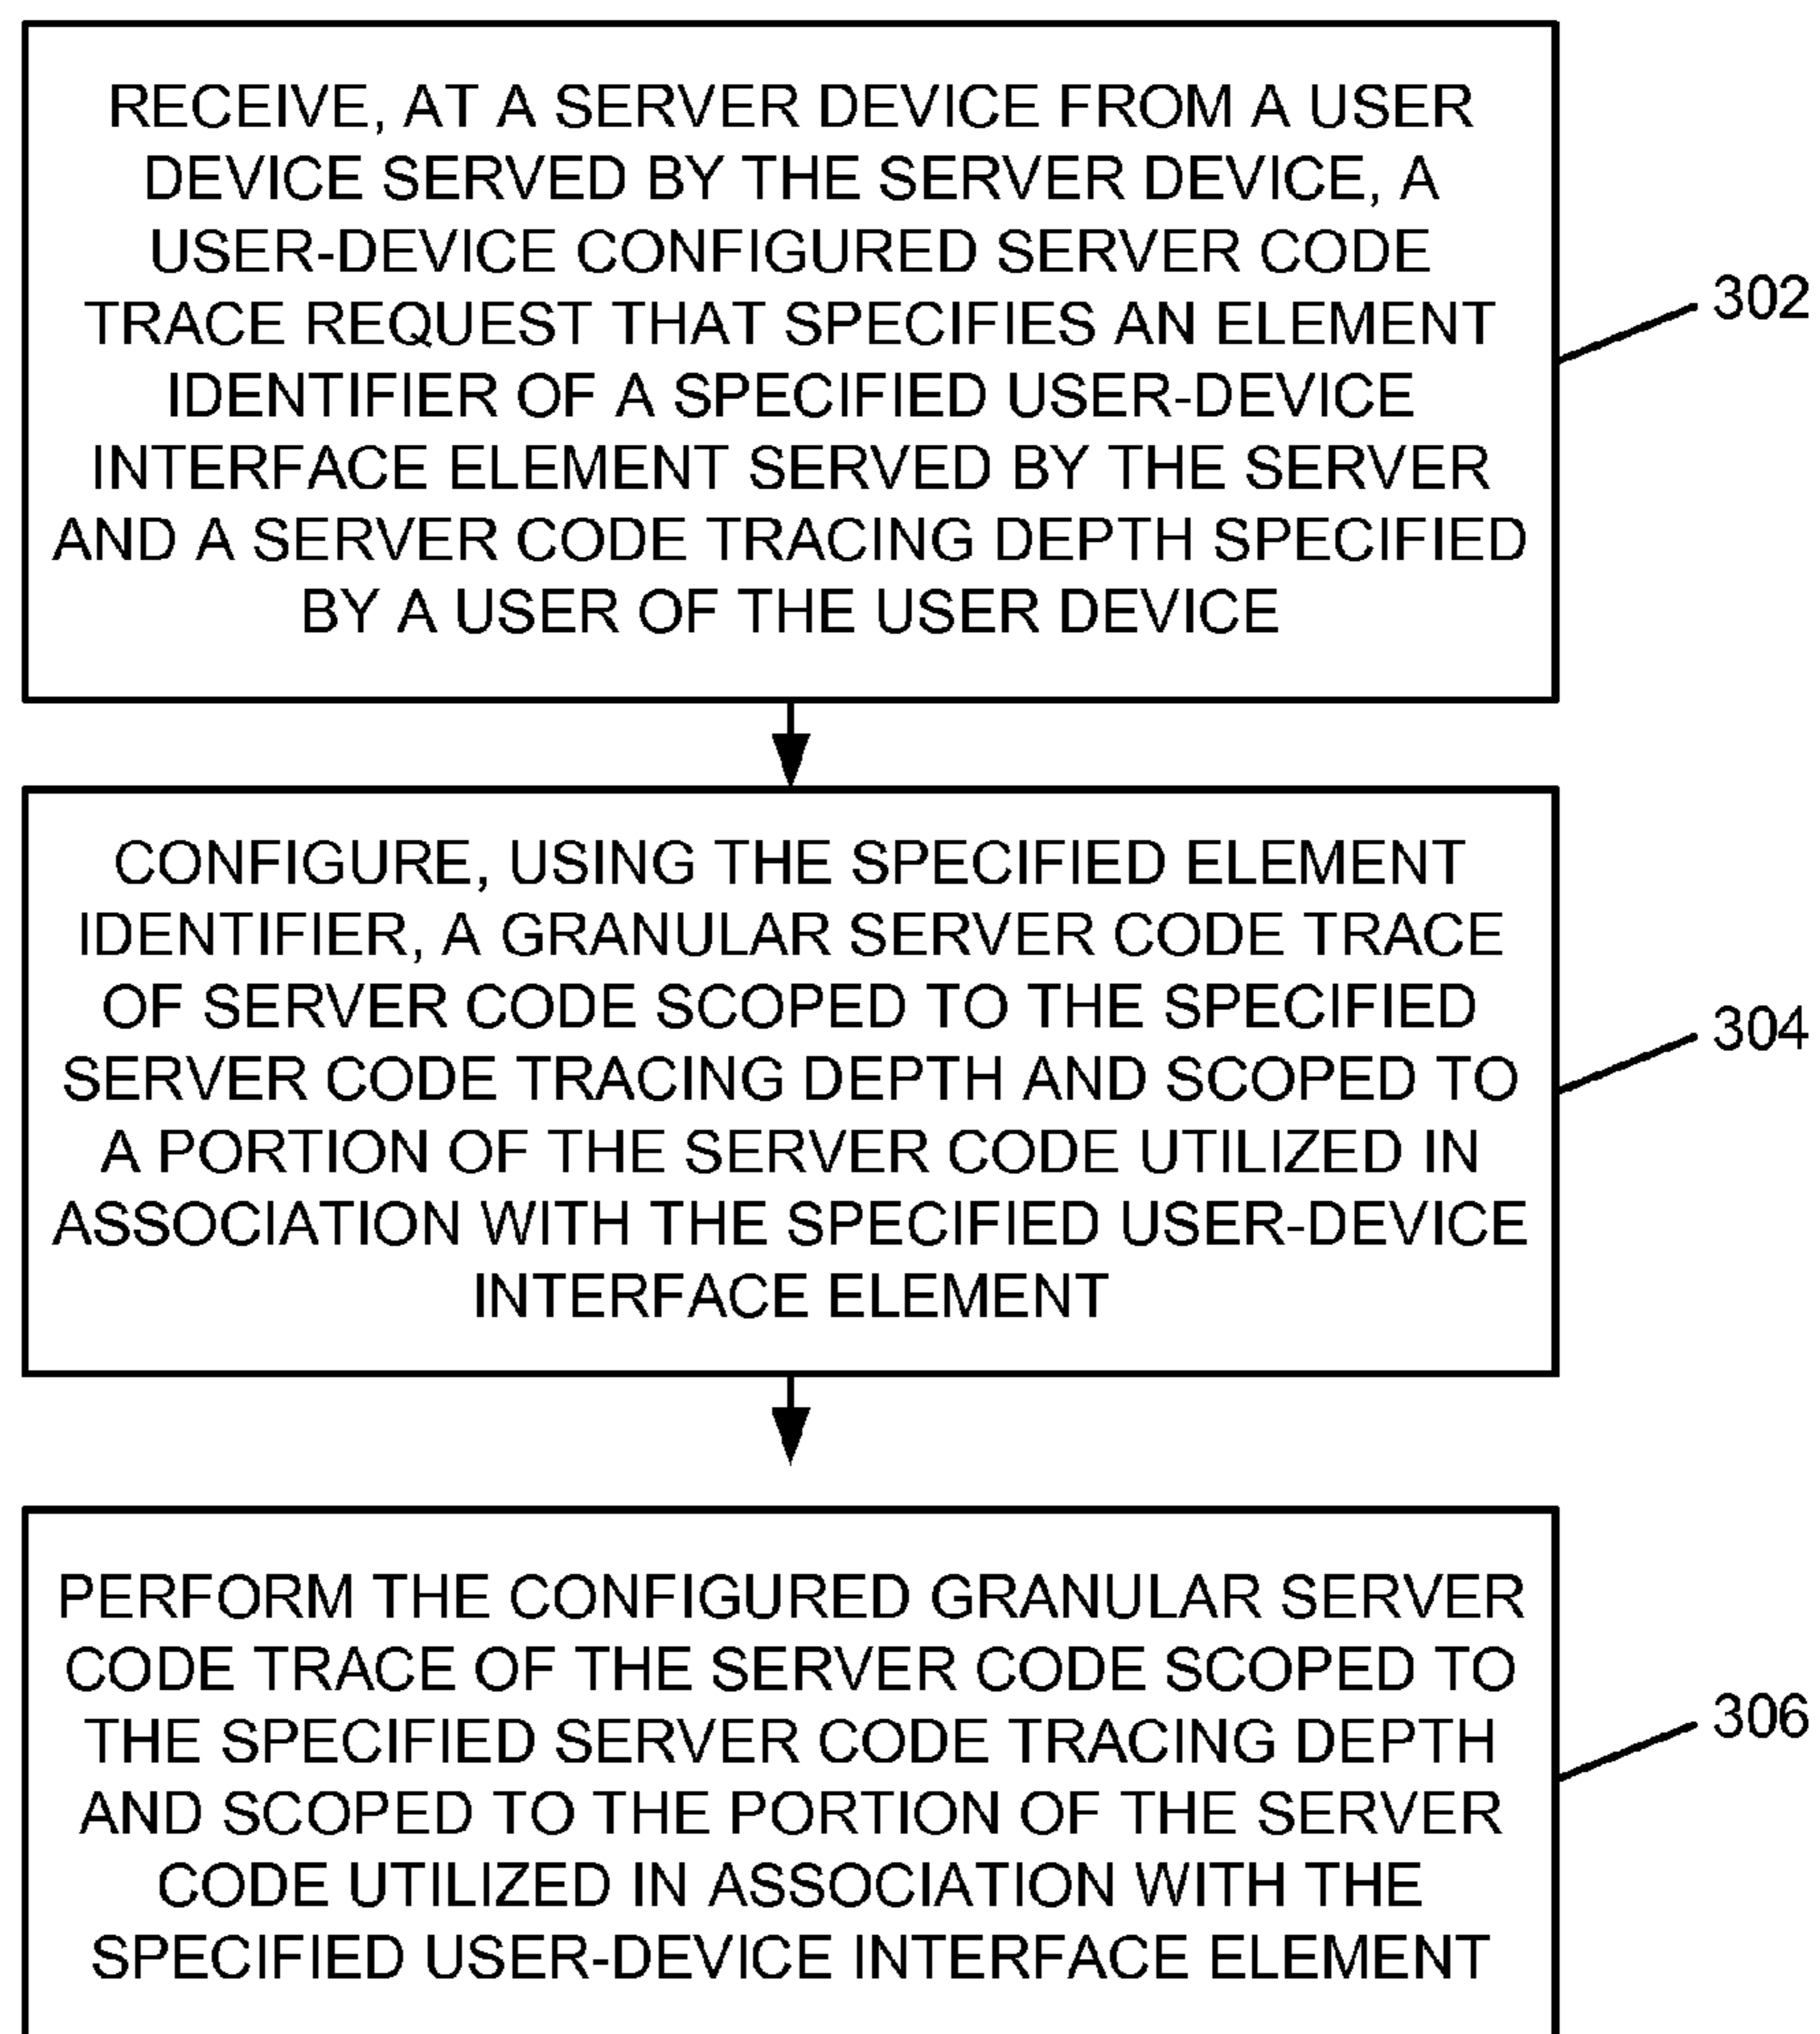 RECEIVE, AT A SERVER DEVICE FROM A USER
DEVICE SERVED BY THE SERVER DEVICE, A
USER-DEVICE CONFIGURED SERVER CODE
TRACE REQUEST THAT SPECIFIES AN ELEMENT
IDENTIFIER OF A SPECIFIED USER-DEVICE
INTERFACE ELEMENT SERVED BY THE SERVER
AND A SERVER CODE TRACING DEPTH SPECIFIED
BY A USER OF THE USER DEVICE
302
CONFIGURE, USING THE SPECIFIED ELEMENT
IDENTIFIER, A GRANULAR SERVER CODE TRACE
OF SERVER CODE SCOPED TO THE SPECIFIED
SERVER CODE TRACING DEPTH AND SCOPED TO
A PORTION OF THE SERVER CODE UTILIZED IN
ASSOCIATION WITH THE SPECIFIED USER-DEVICE
INTERFACE ELEMENT
304
PERFORM THE CONFIGURED GRANULAR SERVER
CODE TRACE OF THE SERVER CODE SCOPED TO
THE SPECIFIED SERVER CODE TRACING DEPTH
AND SCOPED TO THE PORTION OF THE SERVER
CODE UTILIZED IN ASSOCIATION WITH THE
SPECIFIED USER-DEVICE INTERFACE ELEMENT
306